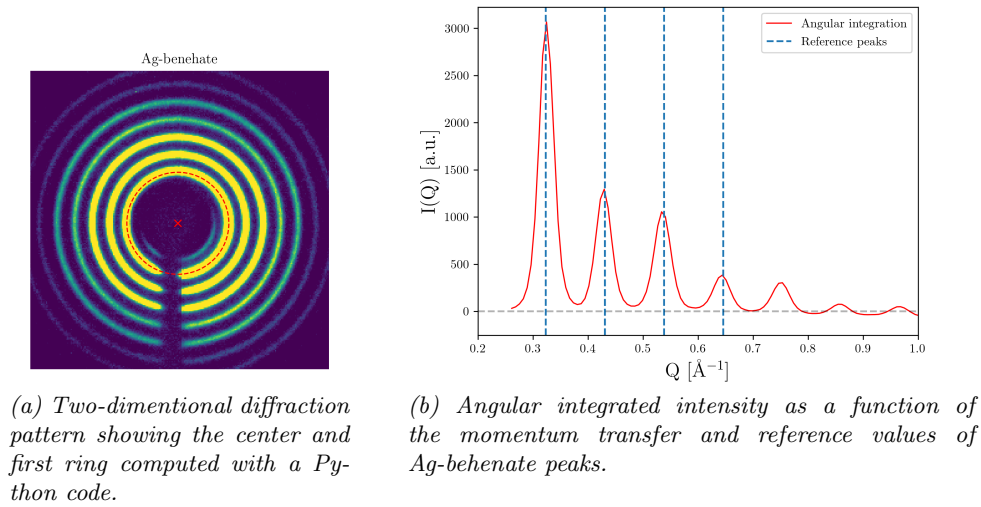 Ag-benehate
3000
2500
2000
1500
1000
500
0
I(Q) [a.u.]
Angular integration
Reference peaks
0.2 0.3 0.4 0.5 0.6 0.7 0.8 0.9 1.0
Q [Å⁻¹]
(a) Two-dimentional diffraction
pattern showing the center and
first ring computed with a Py-
thon code.
(b) Angular integrated intensity as a function of
the momentum transfer and reference values of
Ag-behenate peaks.